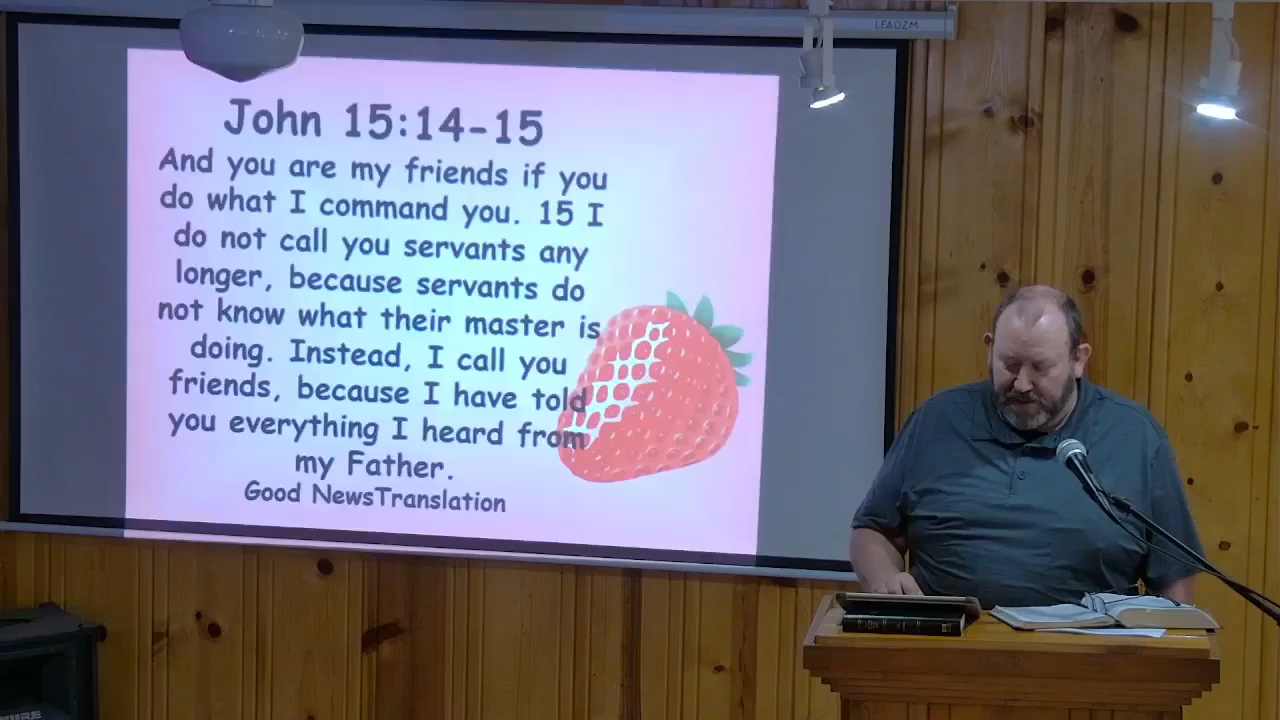 LEADZM
John 15:14-15
And you are my friends if you
do what I command you. 15 I
do not call you servants any
longer, because servants do
not know what their master is
doing. Instead, I call you
friends, because I have told
you everything I heard from
my Father.
Good NewsTranslation